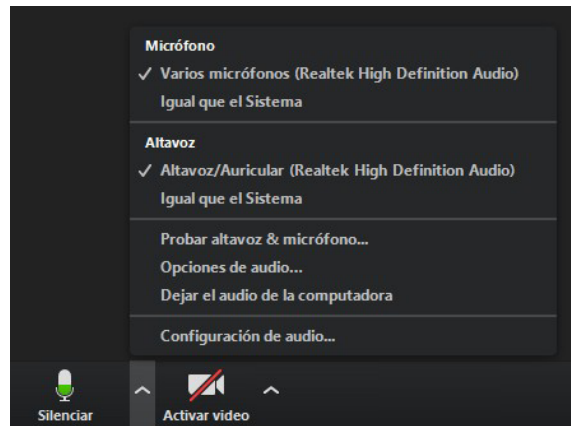 Micrófono
✓ Varios micrófonos (Realtek High Definition Audio)
Igual que el Sistema
Altavoz
✓ Altavoz/Auricular (Realtek High Definition Audio)
Igual que el Sistema
Probar altavoz & micrófono...
Opciones de audio...
Dejar el audio de la computadora
Configuración de audio...
Silenciar
Activar video